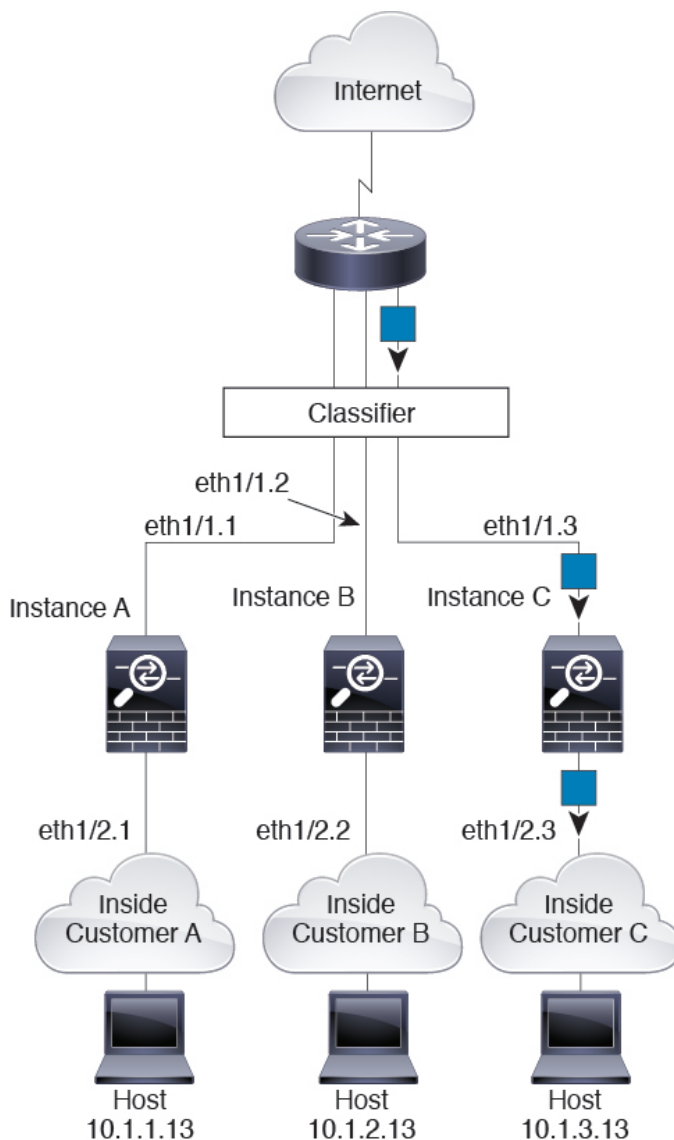 Internet
Classifier
eth1/1.2
eth1/1.1
eth1/1.3
Instance A
Instance B
Instance C
eth1/2.1
eth1/2.2
eth1/2.3
Inside
Customer A
Inside
Customer B
Inside
Customer C
Host
10.1.1.13
Host
10.1.2.13
Host
10.1.3.13